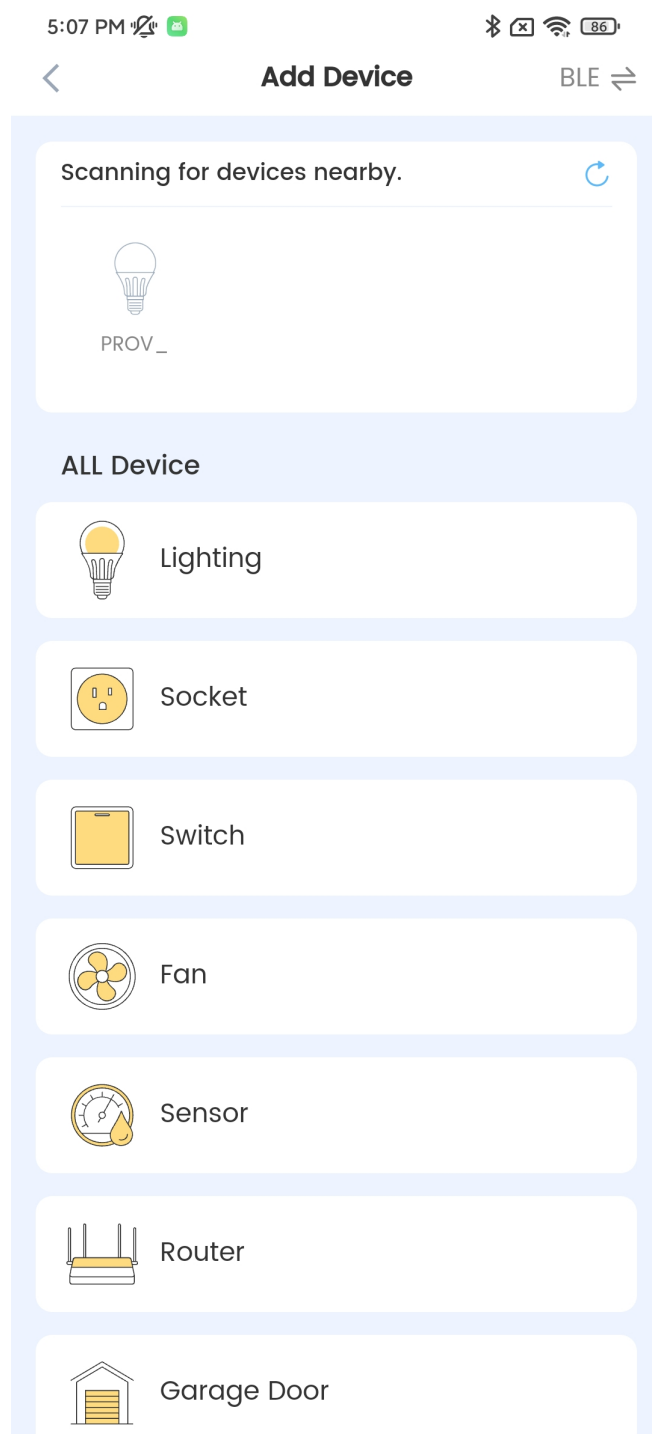 5:07 PM 86
Add Device BLE
Scanning for devices nearby.
PROV_
ALL Device
Lighting
Socket
Switch
Fan
Sensor
Router
Garage Door